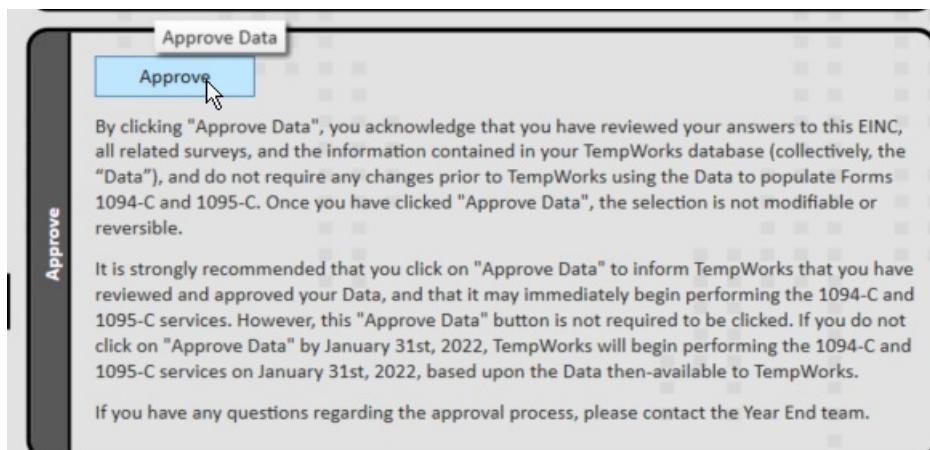 Approve Data
Approve
By clicking "Approve Data", you acknowledge that you have reviewed your answers to this EINC,
all related surveys, and the information contained in your TempWorks database (collectively, the
“Data”), and do not require any changes prior to TempWorks using the Data to populate Forms
1094-C and 1095-C. Once you have clicked "Approve Data", the selection is not modifiable or
reversible.
It is strongly recommended that you click on "Approve Data" to inform TempWorks that you have
reviewed and approved your Data, and that it may immediately begin performing the 1094-C and
1095-C services. However, this "Approve Data" button is not required to be clicked. If you do not
click on "Approve Data" by January 31st, 2022, TempWorks will begin performing the 1094-C and
1095-C services on January 31st, 2022, based upon the Data then-available to TempWorks.
If you have any questions regarding the approval process, please contact the Year End team.
Approve